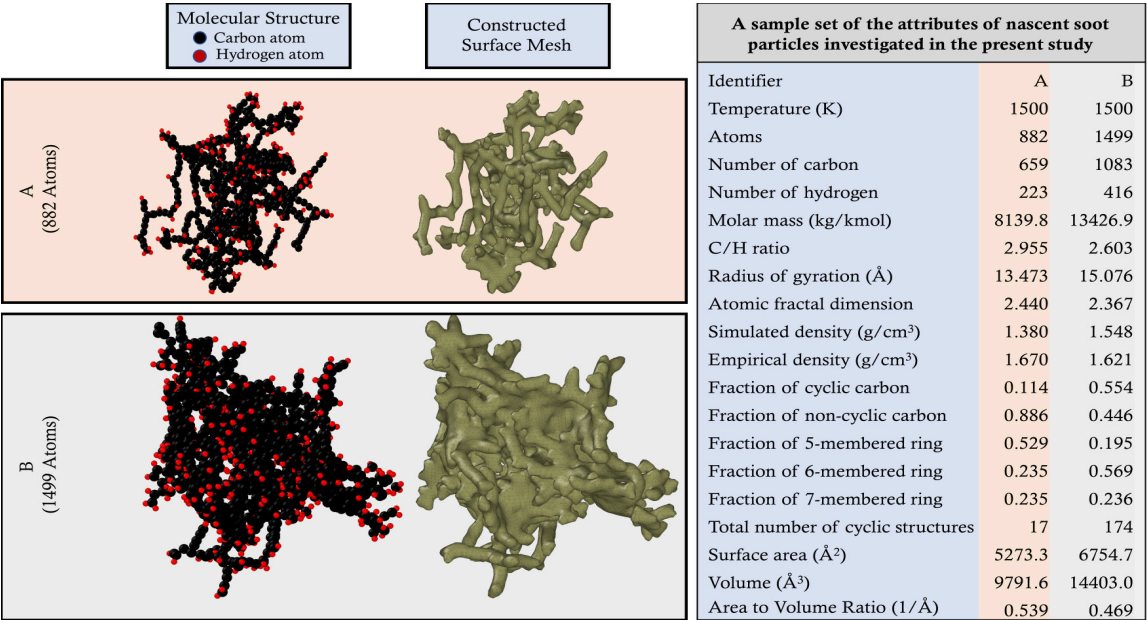 Molecular Structure
Carbon atom
Hydrogen atom
Constructed
Surface Mesh
A
(882 Atoms)
B
(1499 Atoms)
A sample set of the attributes of nascent soot
particles investigated in the present study
Identifier A B
Temperature (K) 1500 1500
Atoms 882 1499
Number of carbon 659 1083
Number of hydrogen 223 416
Molar mass (kg/kmol) 8139.8 13426.9
C/H ratio 2.955 2.603
Radius of gyration (Å) 13.473 15.076
Atomic fractal dimension 2.440 2.367
Simulated density (g/cm³) 1.380 1.548
Empirical density (g/cm³) 1.670 1.621
Fraction of cyclic carbon 0.114 0.554
Fraction of non-cyclic carbon 0.886 0.446
Fraction of 5-membered ring 0.529 0.195
Fraction of 6-membered ring 0.235 0.569
Fraction of 7-membered ring 0.235 0.236
Total number of cyclic structures 17 174
Surface area (Å²) 5273.3 6754.7
Volume (Å³) 9791.6 14403.0
Area to Volume Ratio (1/Å) 0.539 0.469